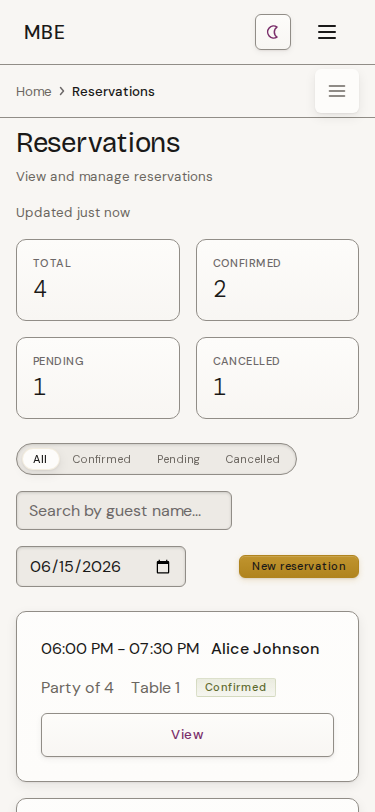 MBE
Home > Reservations
Reservations
View and manage reservations
Updated just now
TOTAL
4
CONFIRMED
2
PENDING
1
CANCELLED
1
All Confirmed Pending Cancelled
Search by guest name...
06/15/2026
New reservation
06:00 PM - 07:30 PM Alice Johnson
Party of 4 Table 1 Confirmed
View